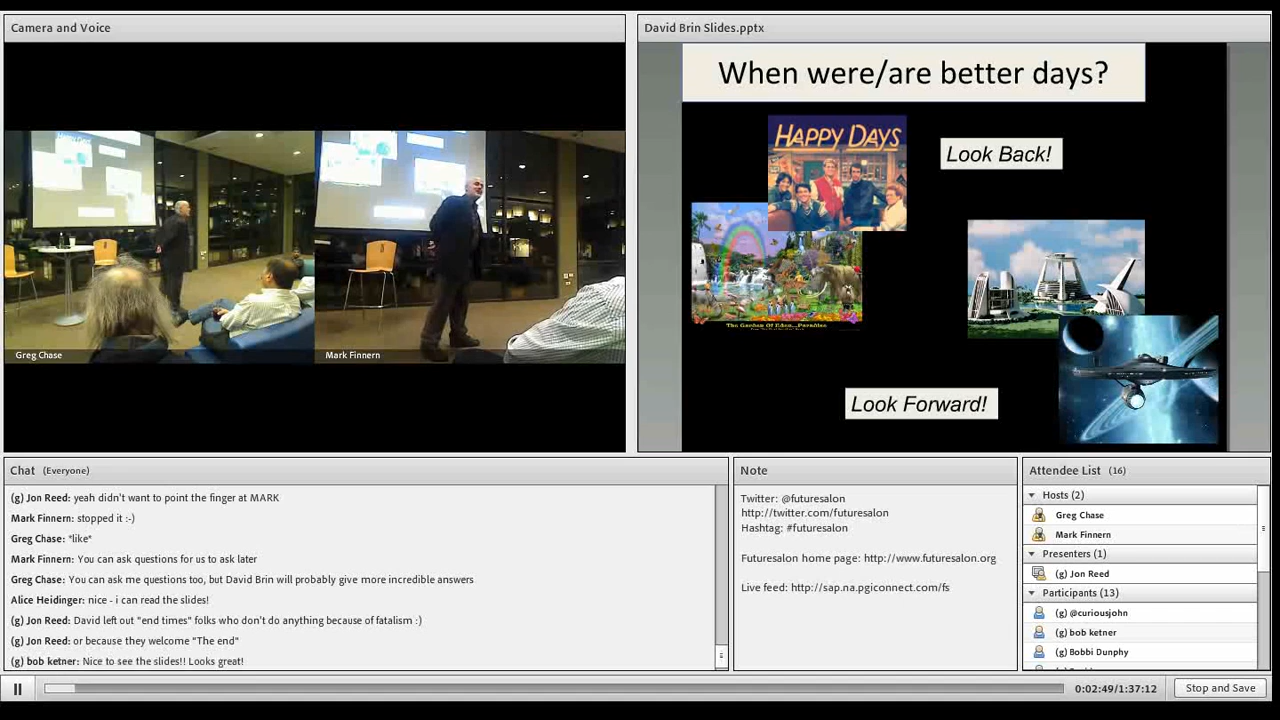 Camera and Voice
Greg Chase
Mark Finnern
David Brin Slides.pptx
When were/are better days?
HAPPY DAYS
Look Back!
The Garden Of Eden...Paradise
Look Forward!
Chat (Everyone)
(g) Jon Reed: yeah didn't want to point the finger at MARK
Mark Finnern: stopped it :-)
Greg Chase: *like*
Mark Finnern: You can ask questions for us to ask later
Greg Chase: You can ask me questions too, but David Brin will probably give more incredible answers
Alice Heidinger: nice - i can read the slides!
(g) Jon Reed: David left out "end times" folks who don't do anything because of fatalism :)
(g) Jon Reed: or because they welcome "The end"
(g) bob ketner: Nice to see the slides!! Looks great!
Note
Twitter: @futuresalon
http://twitter.com/futuresalon
Hashtag: #futuresalon
Futuresalon home page: http://www.futuresalon.org
Live feed: http://sap.na.pgiconnect.com/fs
Attendee List (16)
Hosts (2)
Greg Chase
Mark Finnern
Presenters (1)
(g) Jon Reed
Participants (13)
(g) @curiousjohn
(g) bob ketner
(g) Bobbi Dunphy
0:02:49/1:37:12
Stop and Save